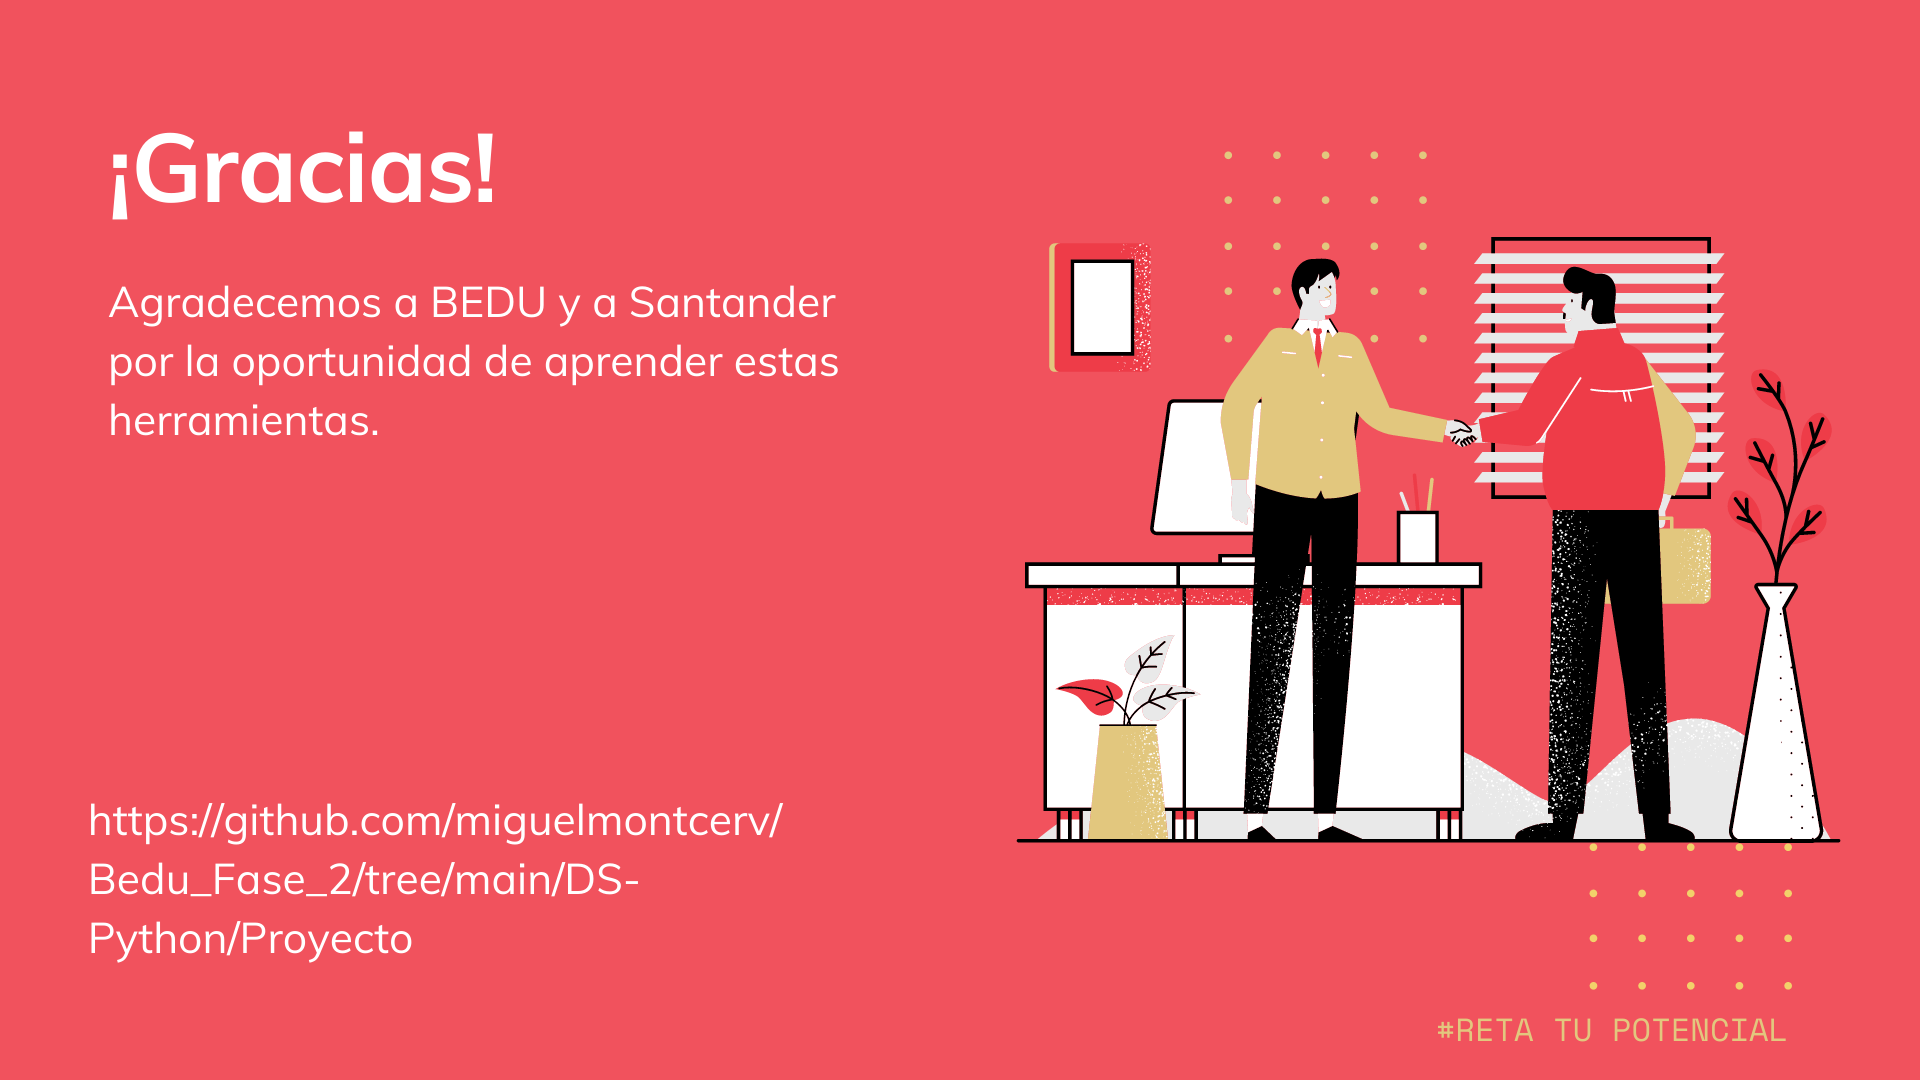 ¡Gracias!
Agradecemos a BEDU y a Santander
por la oportunidad de aprender estas
herramientas.
https://github.com/miguelmontcerv/
Bedu_Fase_2/tree/main/DS-
Python/Proyecto
#RETA TU POTENCIAL